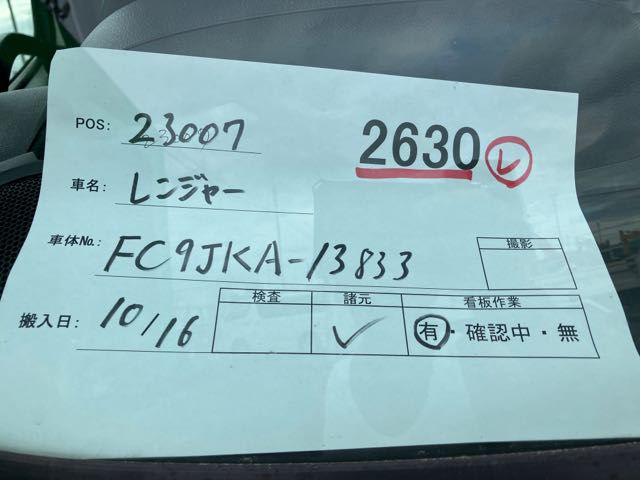 POS: 23007
2630 レ
車名: レンジャー
車体No.: FC9JKA-13833
撮影
搬入日: 10/16
検査 諸元 看板作業
✓ 有・確認中・無